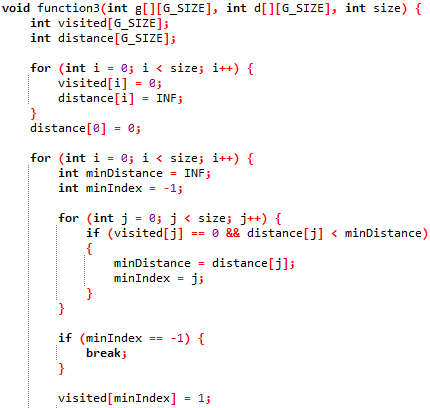 void function3(int g[][G_SIZE], int d[][G_SIZE], int size) {
    int visited[G_SIZE];
    int distance[G_SIZE];
    for (int i = 0; i < size; i++) {
        visited[i] = 0;
        distance[i] = INF;
    }
    distance[0] = 0;
    for (int i = 0; i < size; i++) {
        int minDistance = INF;
        int minIndex = -1;
        for (int j = 0; j < size; j++) {
            if (visited[j] == 0 && distance[j] < minDistance)
            {
                minDistance = distance[j];
                minIndex = j;
            }
        }
        if (minIndex == -1) {
            break;
        }
        visited[minIndex] = 1;